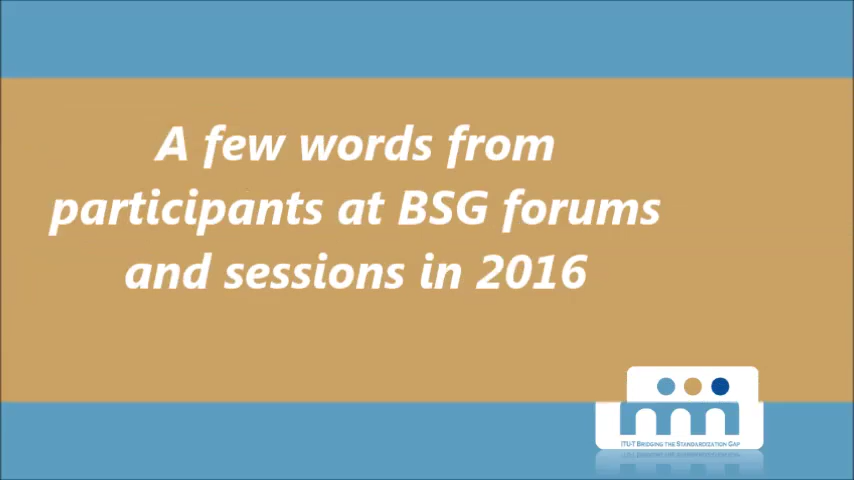 A few words from
participants at BSG forums
and sessions in 2016
ITU-T BRIDGING THE STANDARDIZATION GAP